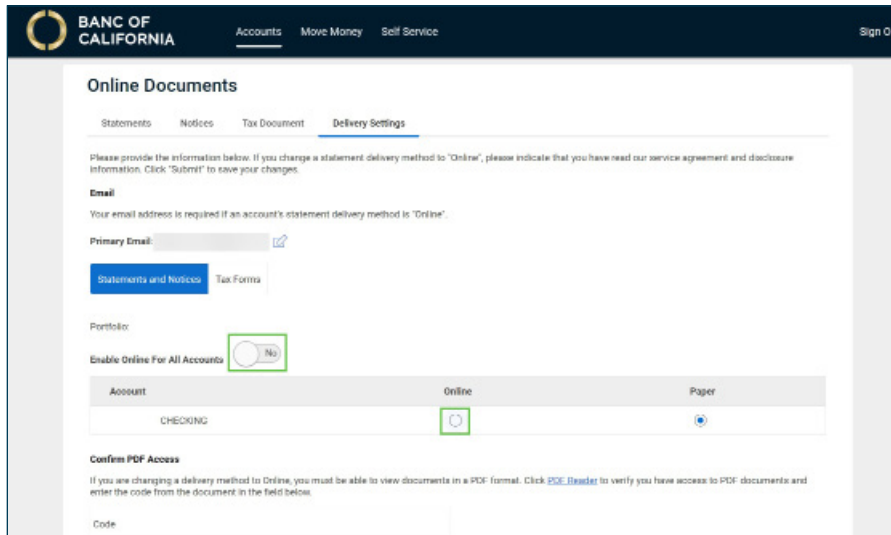 BANC OF
CALIFORNIA
Accounts Move Money Self Service
Sign O
Online Documents
Statements Notices Tax Document Delivery Settings
Please provide the information below. If you change a statement delivery method to "Online", please indicate that you have read our service agreement and disclosure
information. Click "Submit" to save your changes.
Email
Your email address is required if an account's statement delivery method is "Online".
Primary Email:
Statements and Notices Tax Forms
Portfolio:
Enable Online For All Accounts No
Account Online Paper
CHECKING
Confirm PDF Access
If you are changing a delivery method to Online, you must be able to view documents in a PDF format. Click PDF Reader to verify you have access to PDF documents and
enter the code from the document in the field below.
Code